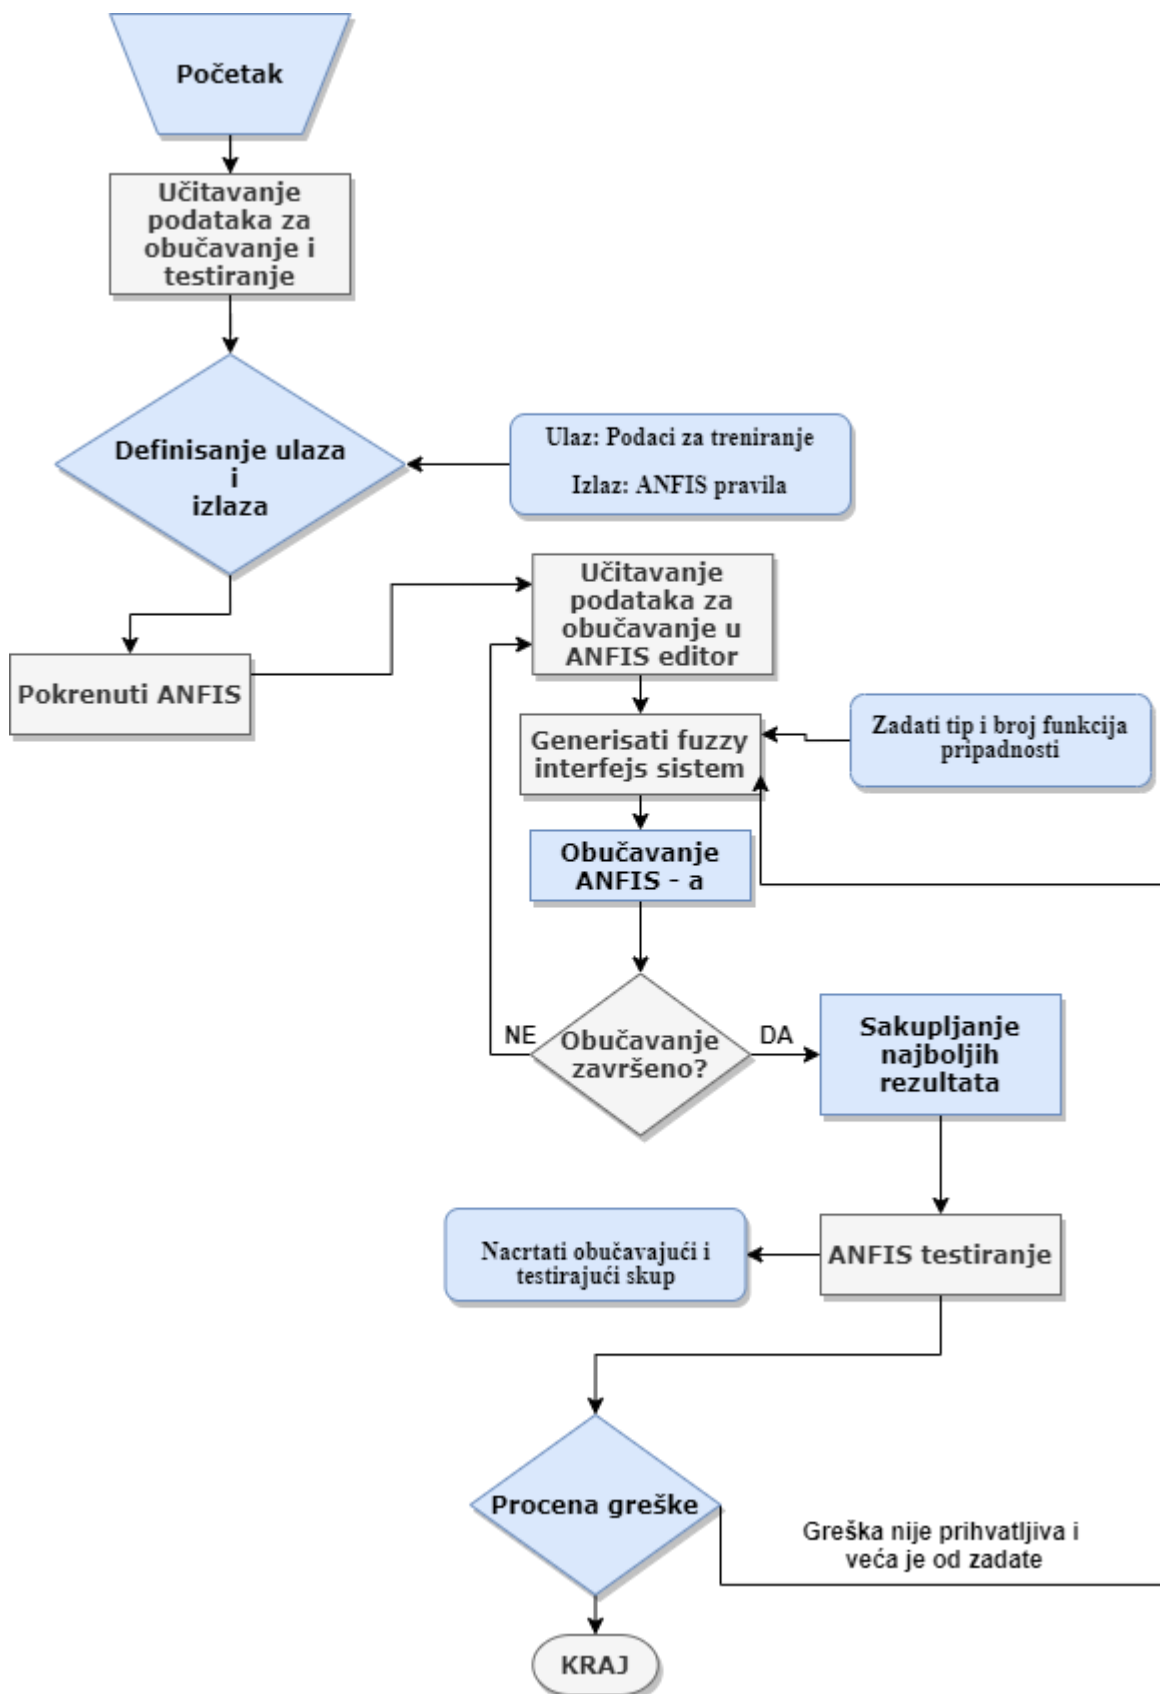 Početak
Učitavanje
podataka za
obučavanje i
testiranje
Definisanje ulaza
i
izlaza
Ulaz: Podaci za treniranje
Izlaz: ANFIS pravila
Pokrenuti ANFIS
Učitavanje
podataka za
obučavanje u
ANFIS editor
Generisati fuzzy
interfejs sistem
Zadati tip i broj funkcija
pripadnosti
Obučavanje
ANFIS - a
NE
Obučavanje
završeno?
DA
Sakupljanje
najboljih
rezultata
Nacrtati obučavajući i
testirajući skup
ANFIS testiranje
Procena greške
Greška nije prihvatljiva i
veća je od zadate
KRAJ